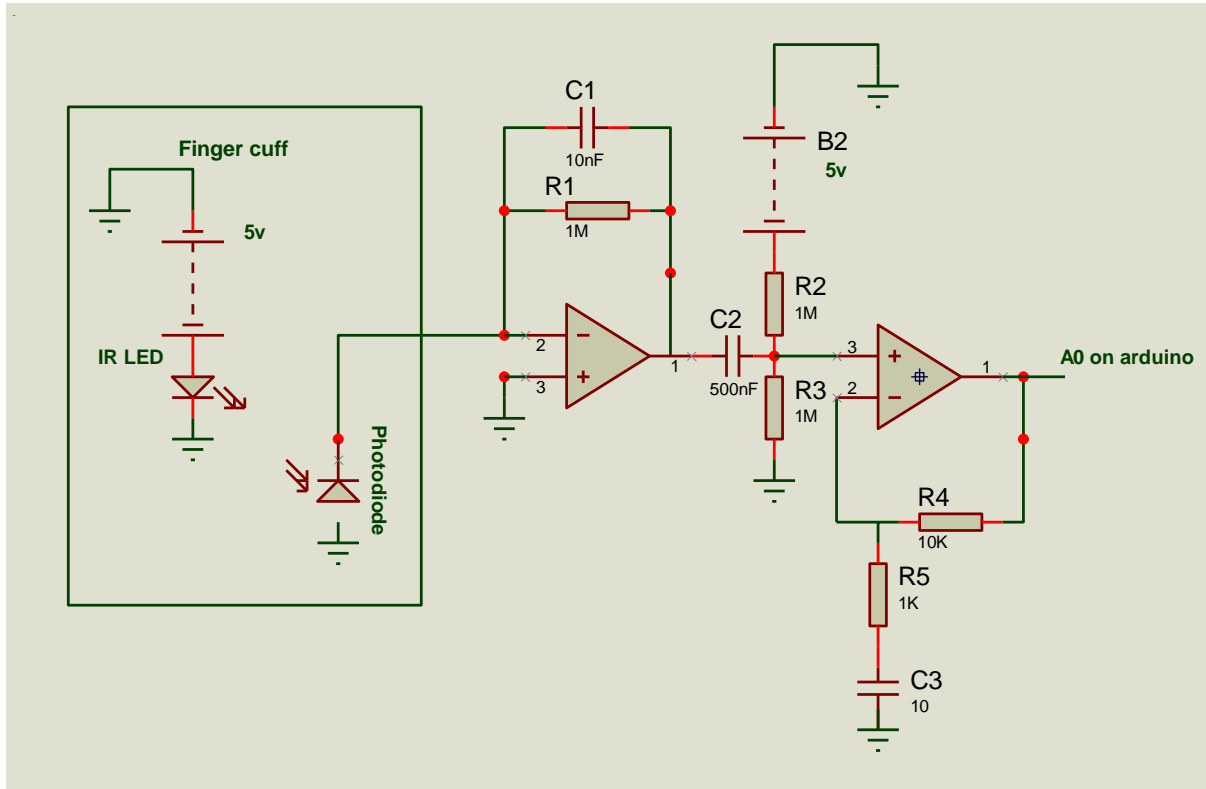 Finger cuff
5v
IR LED
Photodiode
C1
10nF
R1
1M
2
3
1
C2
500nF
B2
5v
R2
1M
R3
1M
3
2
1
A0 on arduino
R4
10K
R5
1K
C3
10